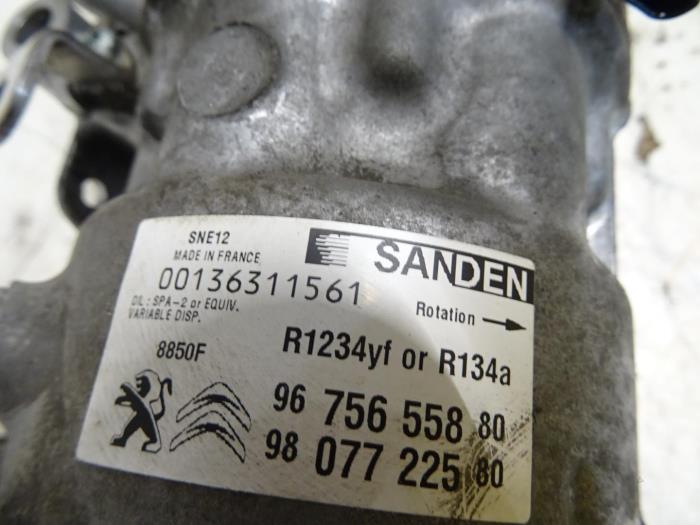 SNE12
MADE IN FRANCE
SANDEN
00136311561
OIL : SPA-2 or EQUIV.
VARIABLE DISP.
Rotation
8850F
R1234yf or R134a
96 756 558 80
98 077 225 80